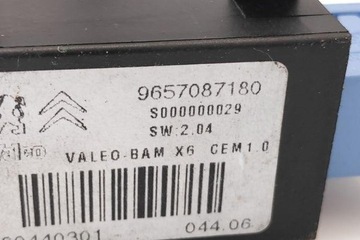 9657087180
S000000029
SW:2.04
VALEO-BAM X6 CEM1.0
044.06